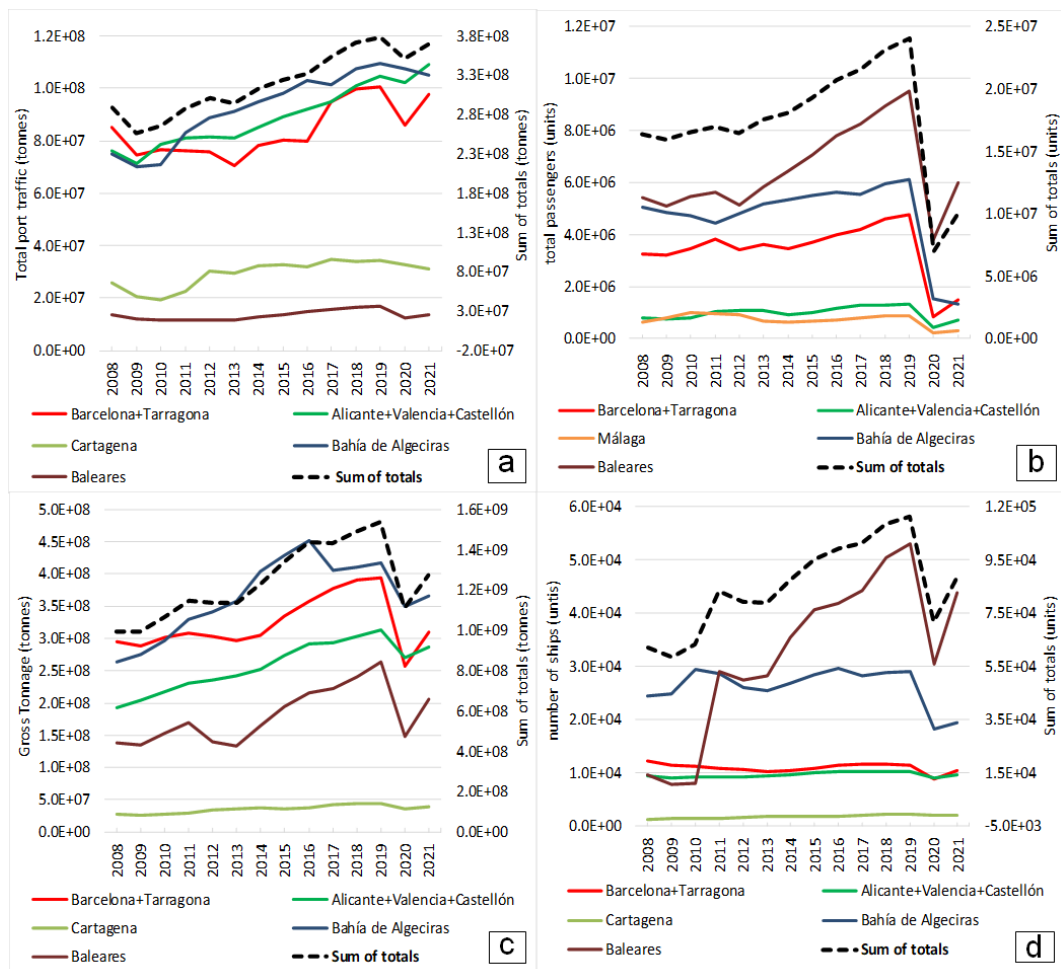 Total port traffic (tonnes)
1.2E+08
1.0E+08
8.0E+07
6.0E+07
4.0E+07
2.0E+07
0.0E+00
3.8E+08
3.3E+08
2.8E+08
2.3E+08
1.8E+08
1.3E+08
8.0E+07
3.0E+07
-2.0E+07
Sum of totals (tonnes)
2008 2009 2010 2011 2012 2013 2014 2015 2016 2017 2018 2019 2020 2021
Barcelona+Tarragona Alicante+Valencia+Castellón
Cartagena Bahía de Algeciras
Baleares Sum of totals
a
total passengers (units)
1.2E+07
1.0E+07
8.0E+06
6.0E+06
4.0E+06
2.0E+06
0.0E+00
2.5E+07
2.0E+07
1.5E+07
1.0E+07
5.0E+06
0.0E+00
Sum of totals (units)
2008 2009 2010 2011 2012 2013 2014 2015 2016 2017 2018 2019 2020 2021
Barcelona+Tarragona Alicante+Valencia+Castellón
Málaga Bahía de Algeciras
Baleares Sum of totals
b
Gross Tonnage (tonnes)
5.0E+08
4.5E+08
4.0E+08
3.5E+08
3.0E+08
2.5E+08
2.0E+08
1.5E+08
1.0E+08
5.0E+07
0.0E+00
1.6E+09
1.4E+09
1.2E+09
1.0E+09
8.0E+08
6.0E+08
4.0E+08
2.0E+08
0.0E+00
Sum of totals (tonnes)
2008 2009 2010 2011 2012 2013 2014 2015 2016 2017 2018 2019 2020 2021
Barcelona+Tarragona Alicante+Valencia+Castellón
Cartagena Bahía de Algeciras
Baleares Sum of totals
c
number of ships (untis)
6.0E+04
5.0E+04
4.0E+04
3.0E+04
2.0E+04
1.0E+04
0.0E+00
1.2E+05
9.5E+04
7.5E+04
5.5E+04
3.5E+04
1.5E+04
-5.0E+03
Sum of totals (units)
2008 2009 2010 2011 2012 2013 2014 2015 2016 2017 2018 2019 2020 2021
Barcelona+Tarragona Alicante+Valencia+Castellón
Cartagena Bahía de Algeciras
Baleares Sum of totals
d